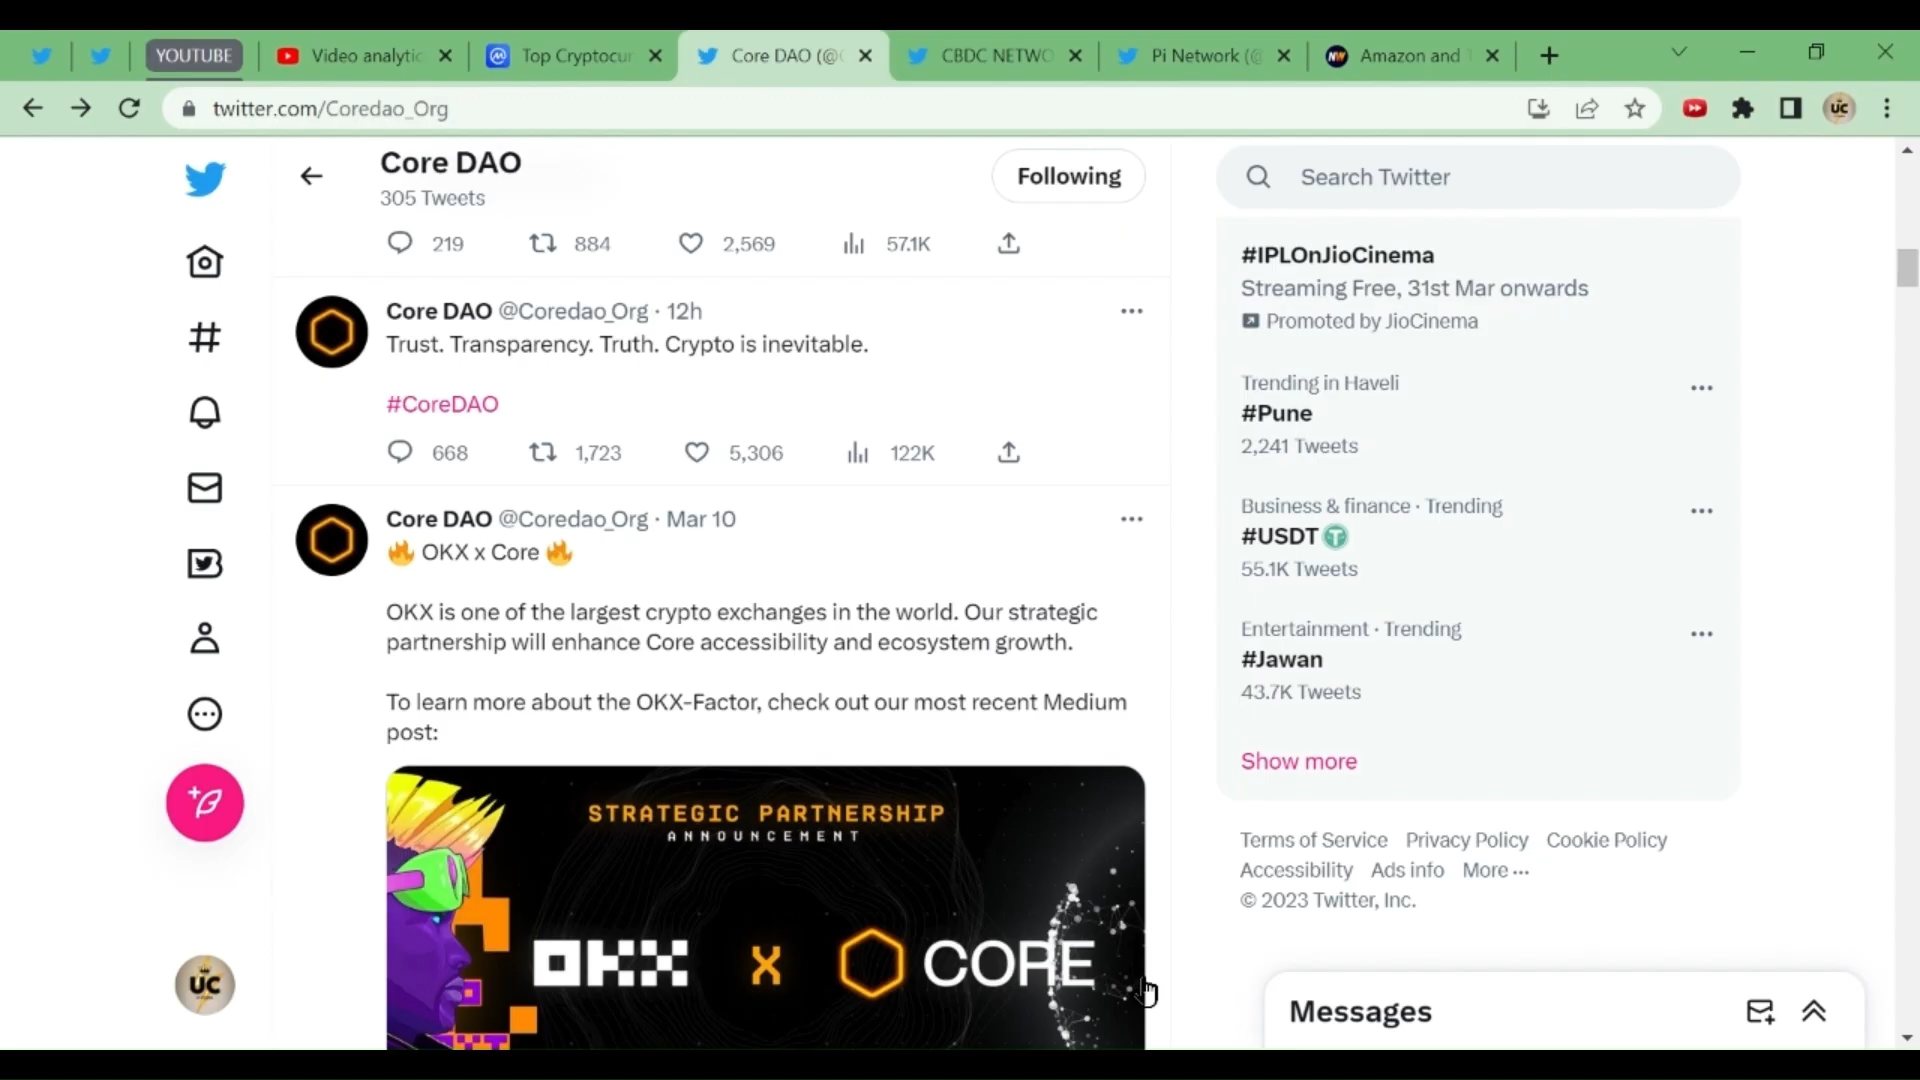 YOUTUBE
Video analytic
Top Cryptocur
Core DAO (@C
CBDC NETWO
Pi Network (@
Amazon and
twitter.com/Coredao_Org
Core DAO
305 Tweets
Following
Search Twitter
219 884 2,569 57.1K
Core DAO @Coredao_Org · 12h
Trust. Transparency. Truth. Crypto is inevitable.
#CoreDAO
668 1,723 5,306 122K
Core DAO @Coredao_Org · Mar 10
🔥 OKX x Core 🔥
OKX is one of the largest crypto exchanges in the world. Our strategic
partnership will enhance Core accessibility and ecosystem growth.
To learn more about the OKX-Factor, check out our most recent Medium
post:
STRATEGIC PARTNERSHIP
ANNOUNCEMENT
OKX x CORE
#IPLOnJioCinema
Streaming Free, 31st Mar onwards
Promoted by JioCinema
Trending in Haveli
#Pune
2,241 Tweets
Business & finance · Trending
#USDT
55.1K Tweets
Entertainment · Trending
#Jawan
43.7K Tweets
Show more
Terms of Service Privacy Policy Cookie Policy
Accessibility Ads info More ···
© 2023 Twitter, Inc.
UC
Messages